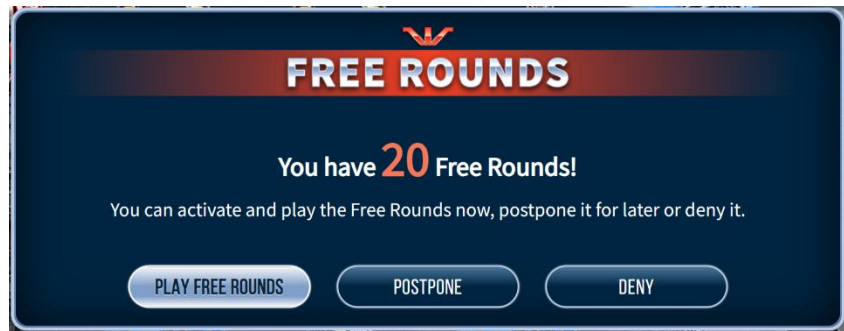 FREE ROUNDS
You have 20 Free Rounds!
You can activate and play the Free Rounds now, postpone it for later or deny it.
PLAY FREE ROUNDS
POSTPONE
DENY